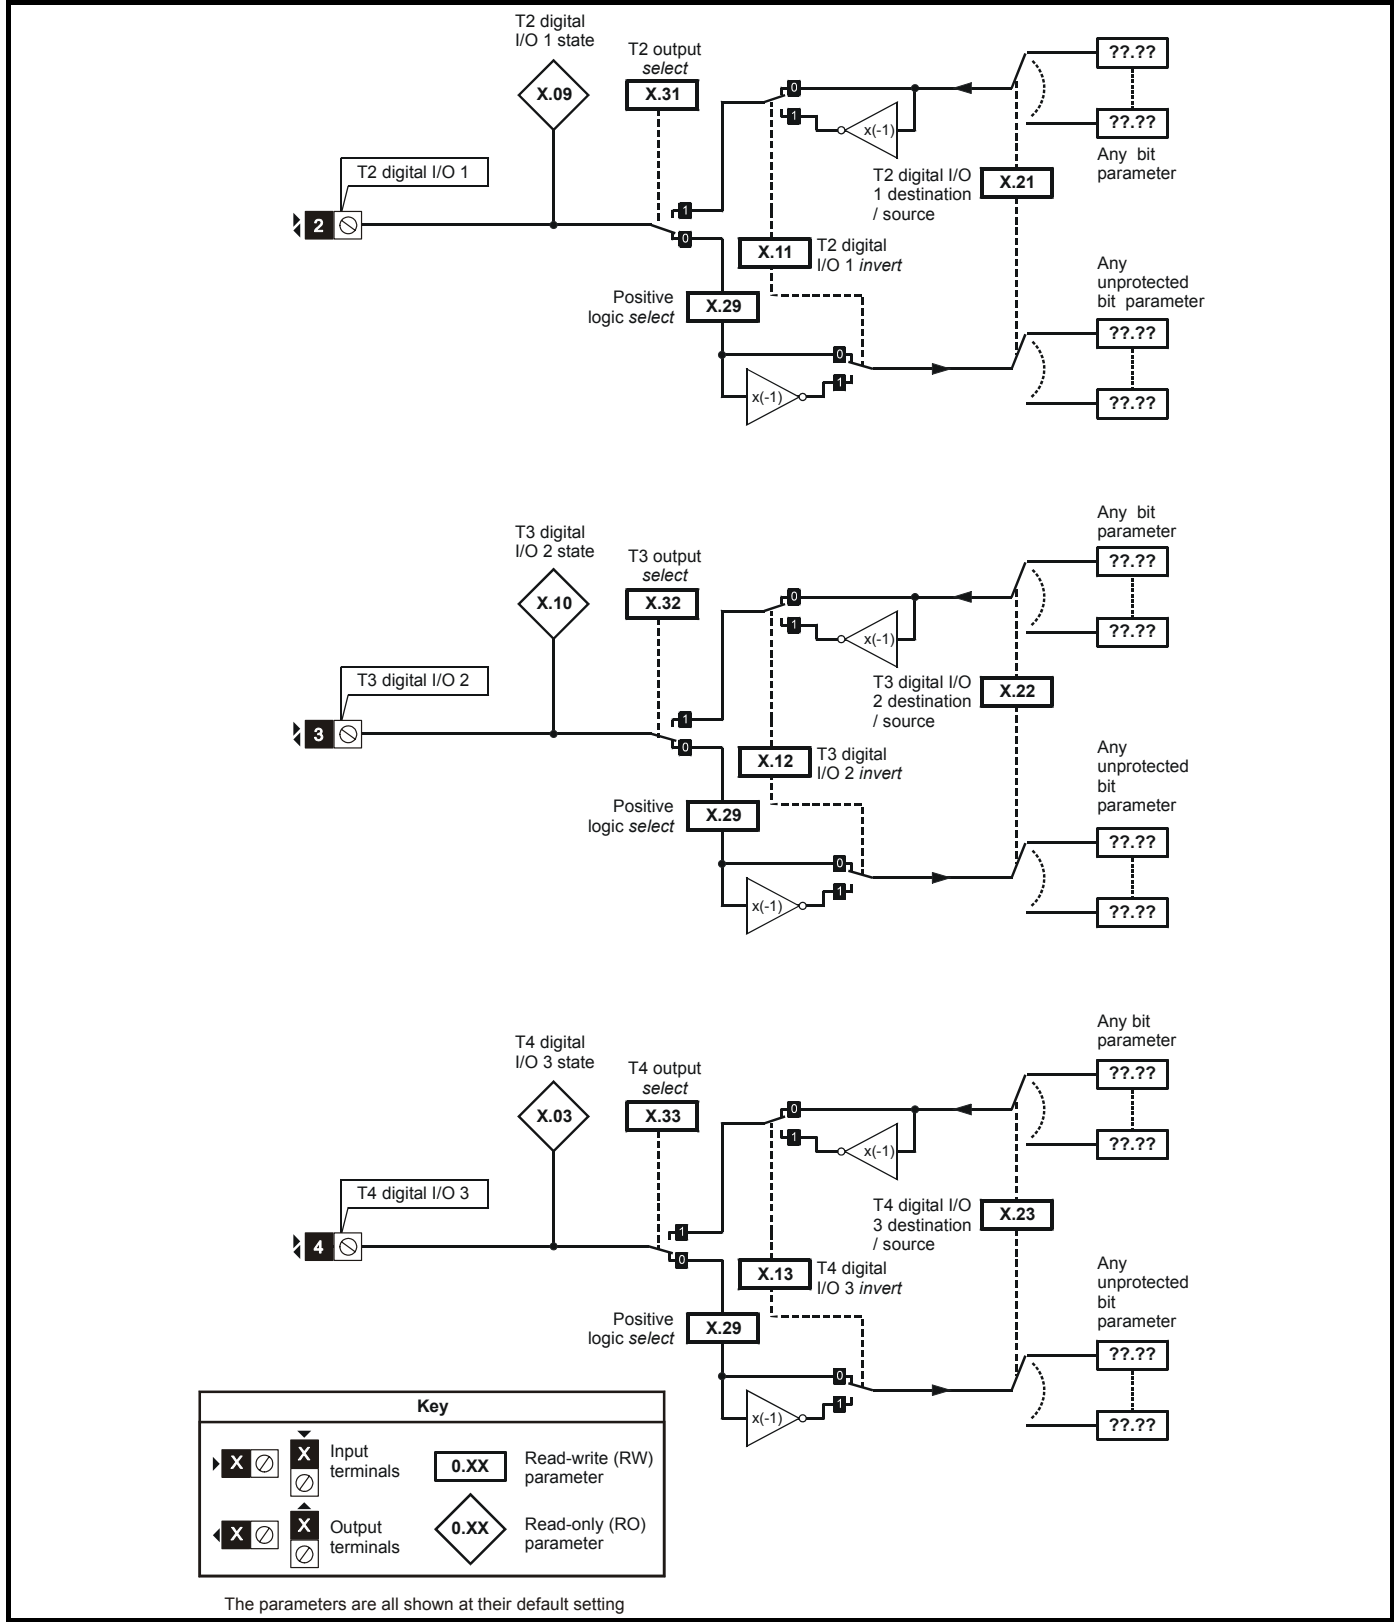 T2 digital
I/O 1 state
X.09
T2 output
select
X.31
0
1
x(-1)
??.??
??.??
Any bit
parameter
T2 digital I/O
1 destination
/ source
X.21
T2 digital I/O 1
2
1
0
X.11
T2 digital
I/O 1 invert
Positive
logic select
X.29
0
1
x(-1)
Any
unprotected
bit parameter
??.??
??.??
T3 digital
I/O 2 state
X.10
T3 output
select
X.32
0
1
x(-1)
Any bit
parameter
??.??
??.??
T3 digital I/O
2 destination
/ source
X.22
T3 digital I/O 2
3
1
0
X.12
T3 digital
I/O 2 invert
Positive
logic select
X.29
0
1
x(-1)
Any
unprotected
bit
parameter
??.??
??.??
T4 digital
I/O 3 state
X.03
T4 output
select
X.33
0
1
x(-1)
Any bit
parameter
??.??
??.??
T4 digital I/O
3 destination
/ source
X.23
T4 digital I/O 3
4
1
0
X.13
T4 digital
I/O 3 invert
Positive
logic select
X.29
0
1
x(-1)
Any
unprotected
bit
parameter
??.??
??.??
Key
X
X
Input
terminals
0.XX
Read-write (RW)
parameter
X
X
Output
terminals
0.XX
Read-only (RO)
parameter
The parameters are all shown at their default setting